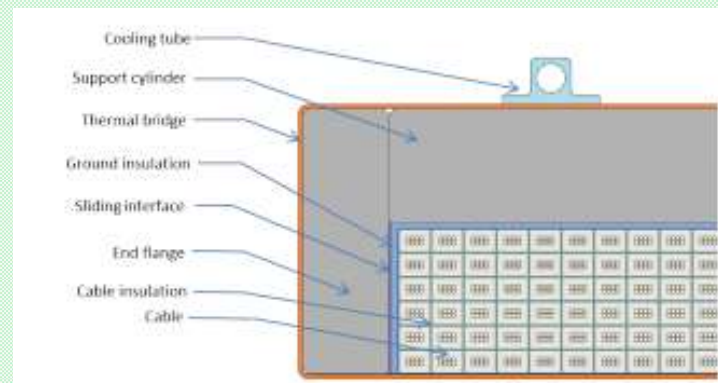 Cooling tube
Support cylinder
Thermal bridge
Ground insulation
Sliding interface
End flange
Cable insulation
Cable